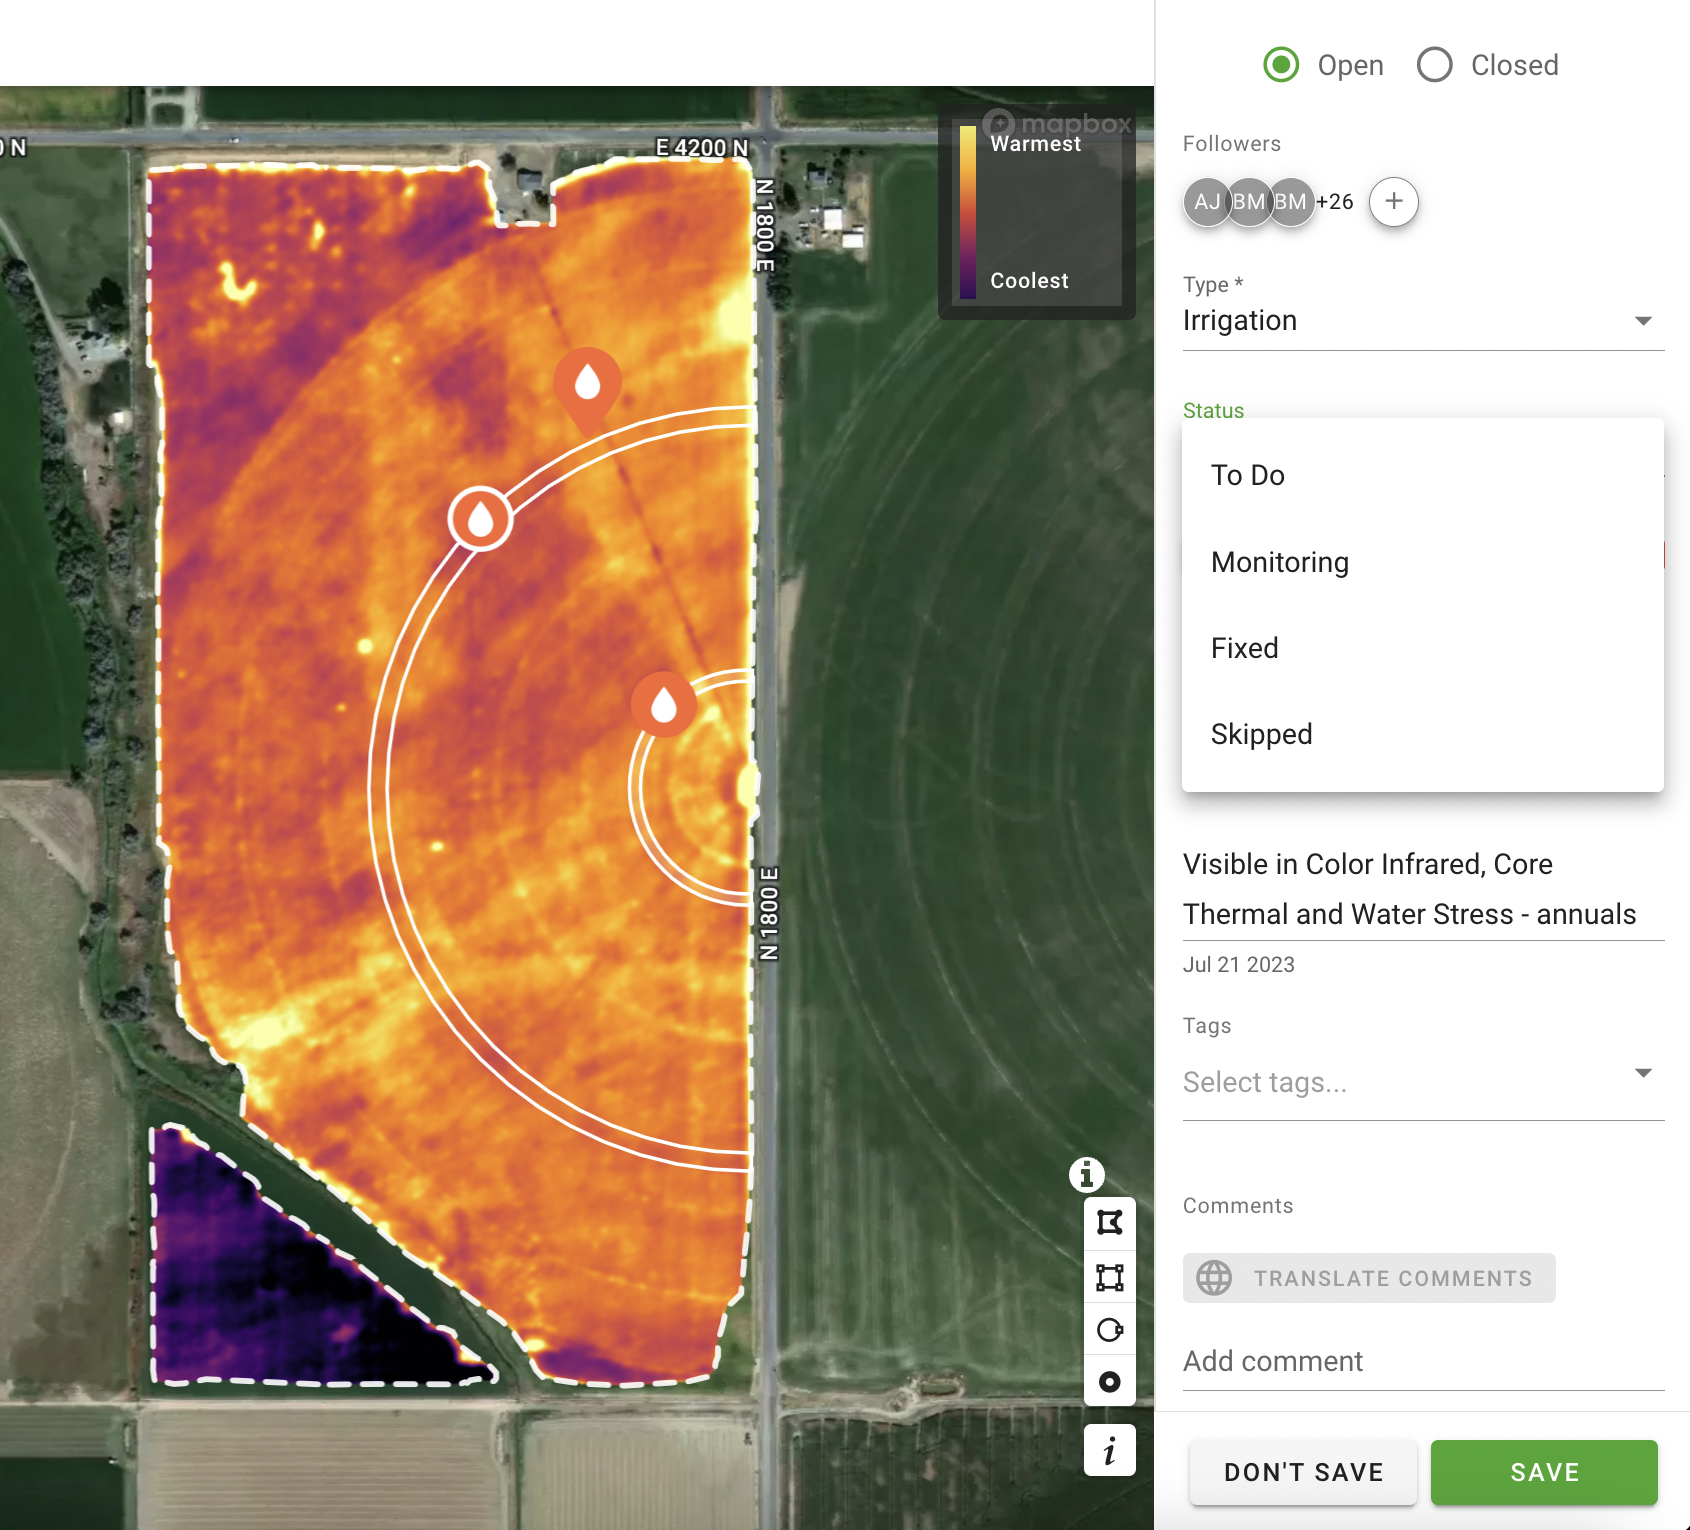 0 N
E 4200 N
N 1800 E
mapbox
Warmest
Coolest
N 1800 E
i
i
Open
Closed
Followers
AJ
BM
BM
+26
+
Type *
Irrigation
Status
To Do
Monitoring
Fixed
Skipped
Visible in Color Infrared, Core
Thermal and Water Stress - annuals
Jul 21 2023
Tags
Select tags...
Comments
TRANSLATE COMMENTS
Add comment
DON'T SAVE
SAVE